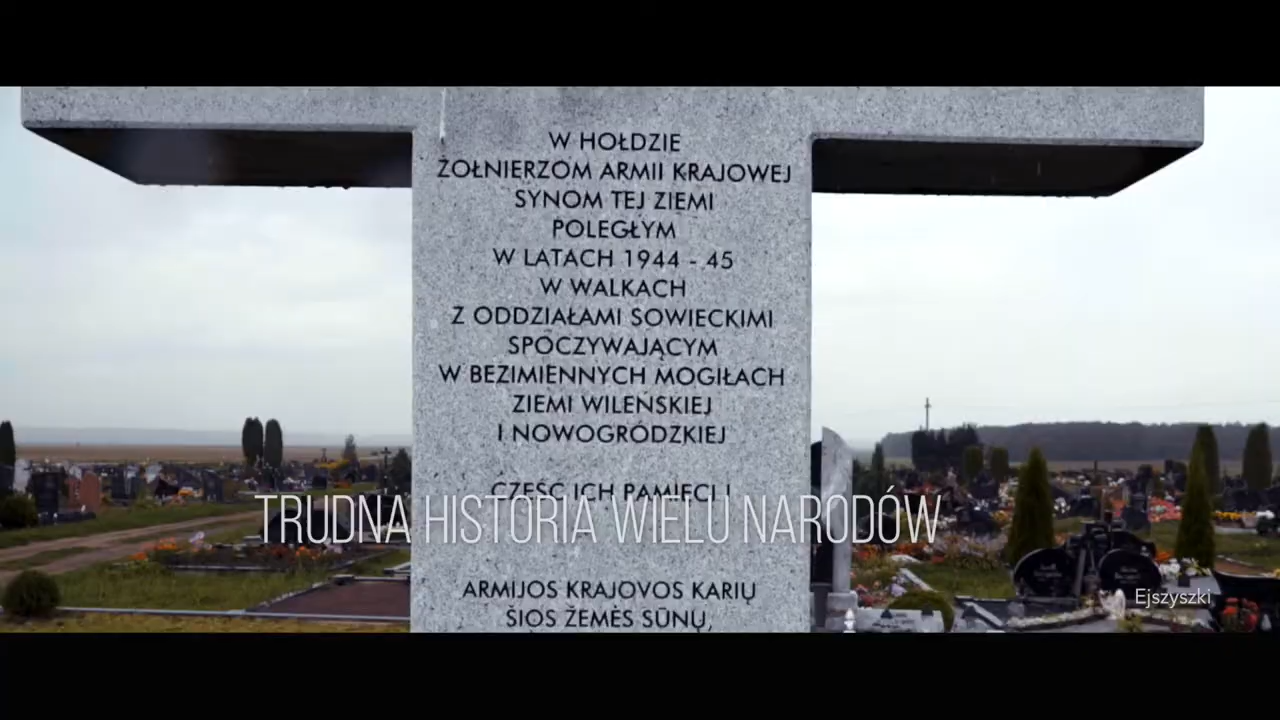 W HOŁDZIE
ŻOŁNIERZOM ARMII KRAJOWEJ
SYNOM TEJ ZIEMI
POLEGŁYM
W LATACH 1944 - 45
W WALKACH
Z ODDZIAŁAMI SOWIECKIMI
SPOCZYWAJĄCYM
W BEZIMIENNYCH MOGIŁACH
ZIEMI WILEŃSKIEJ
I NOWOGRÓDZKIEJ
CZEŚĆ ICH PAMIĘCI !
TRUDNA HISTORIA WIELU NARODÓW
ARMIJOS KRAJOVOS KARIŲ
ŠIOS ŽEMĖS SŪNŲ,
Ejszyszki